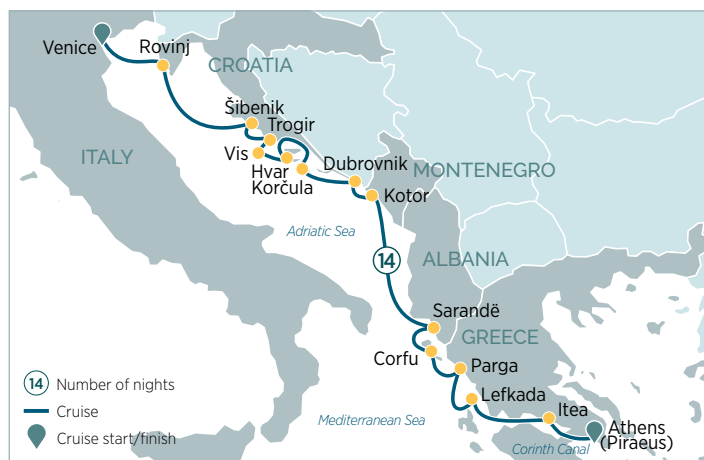 Venice
Rovinj
CROATIA
Šibenik
Trogir
ITALY
Vis
Hvar
Korčula
Dubrovnik
MONTENEGRO
Kotor
Adriatic Sea
14
ALBANIA
Sarandë
GREECE
Corfu
Parga
Lefkada
Itea
Athens
(Piraeus)
Corinth Canal
Mediterranean Sea
14 Number of nights
Cruise
Cruise start/finish